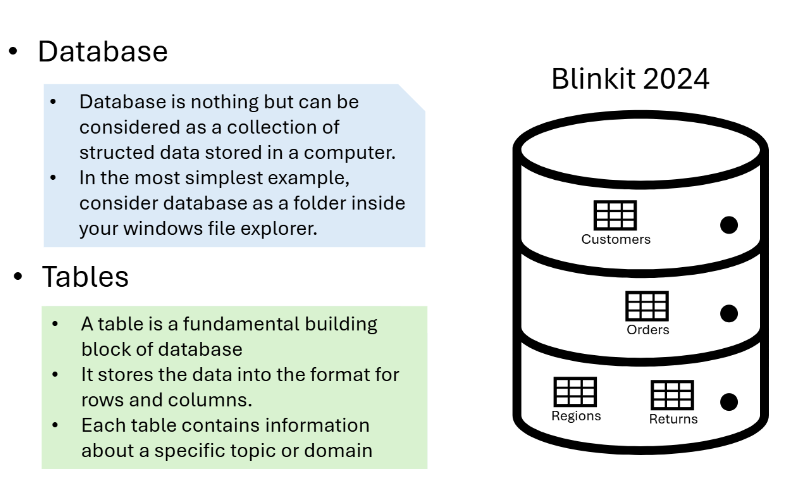 • Database
• Database is nothing but can be
considered as a collection of
structed data stored in a computer.
• In the most simplest example,
consider database as a folder inside
your windows file explorer.
• Tables
• A table is a fundamental building
block of database
• It stores the data into the format for
rows and columns.
• Each table contains information
about a specific topic or domain
Blinkit 2024
Customers
Orders
Regions
Returns